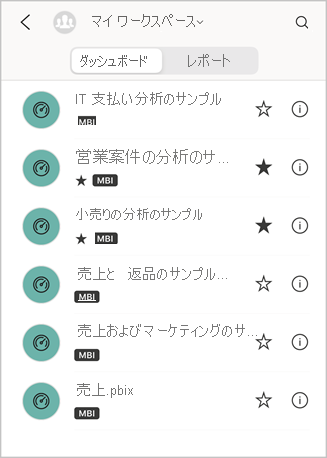 マイ ワークスペース
ダッシュボード
レポート
IT 支払い分析のサンプル
MBI
営業案件の分析のサ...
MBI
小売りの分析のサンプル
MBI
売上と 返品のサンプル...
MBI
売上およびマーケティングのサ...
MBI
売上.pbix
MBI